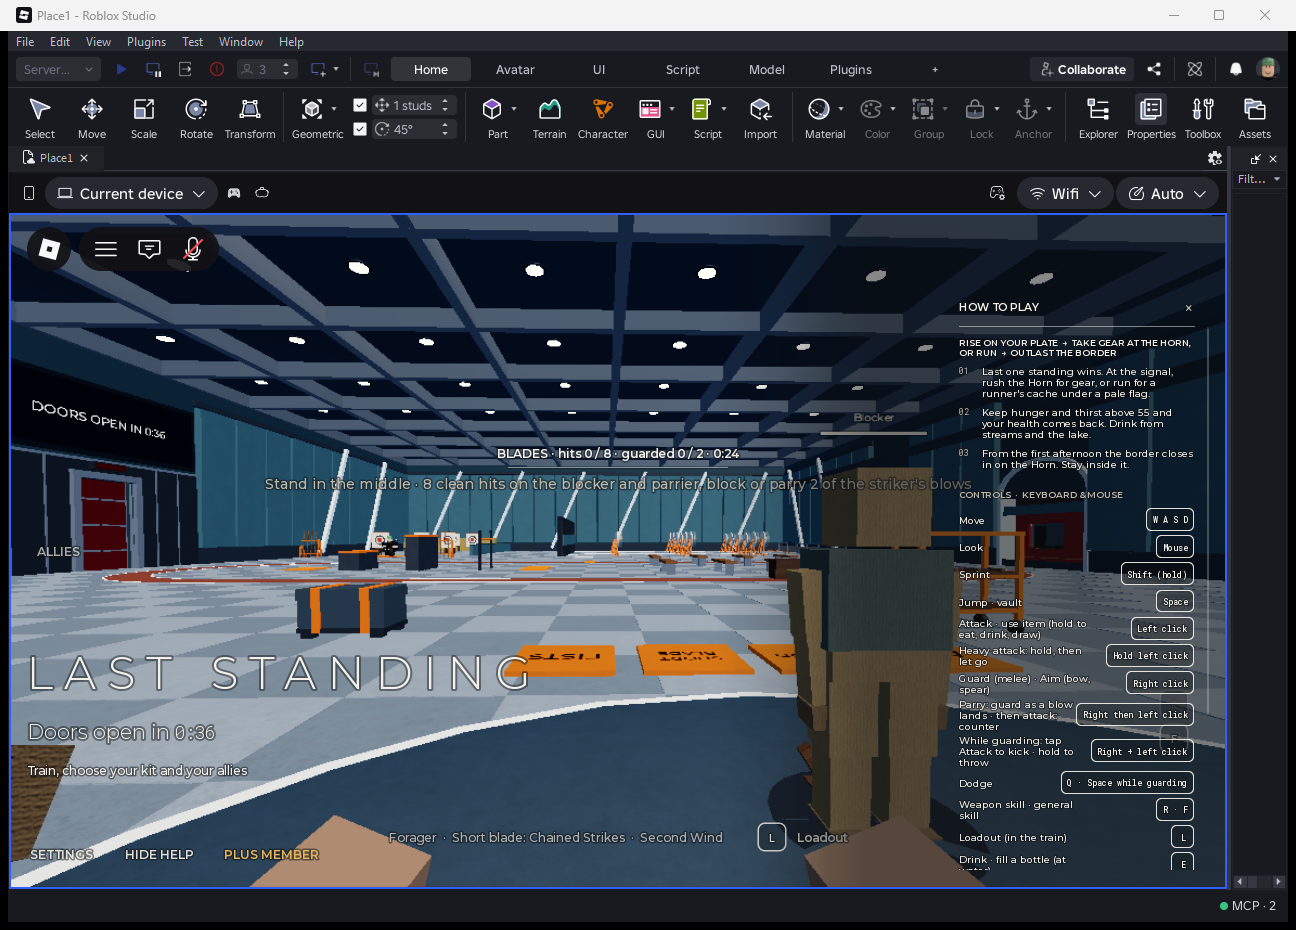 Place1 - Roblox Studio
File Edit View Plugins Test Window Help
Server... 3 Home Avatar UI Script Model Plugins + Collaborate
1 studs
45°
Select Move Scale Rotate Transform Geometric Part Terrain Character GUI Script Import Material Color Group Lock Anchor Explorer Properties Toolbox Assets
Place1
Filt...
Current device Wifi Auto
HOW TO PLAY
RISE ON YOUR PLATE → TAKE GEAR AT THE HORN,
OR RUN → OUTLAST THE BORDER
01 Last one standing wins. At the signal,
rush the Horn for gear, or run for a
runner's cache under a pale flag.
02 Keep hunger and thirst above 55 and
your health comes back. Drink from
streams and the lake.
03 From the first afternoon the border closes
in on the Horn. Stay inside it.
CONTROLS · KEYBOARD & MOUSE
Move W A S D
Look Mouse
Sprint Shift (hold)
Jump · vault Space
Attack · use item (hold to
eat, drink, draw) Left click
Heavy attack: hold, then
let go Hold left click
Guard (melee) · Aim (bow,
spear) Right click
Parry: guard as a blow
lands · then attack:
counter Right then left click
While guarding: tap
Attack to kick · hold to
throw Right + left click
Dodge Q · Space while guarding
Weapon skill · general
skill R · F
Loadout (in the train) L
Drink · fill a bottle (at
water) E
DOORS OPEN IN 0:36
Blocker
BLADES · hits 0 / 8 · guarded 0 / 2 · 0:24
Stand in the middle · 8 clean hits on the blocker and parrier, block or parry 2 of the striker's blows
ALLIES
LISTS
LAST STANDING
Doors open in 0:36
Train, choose your kit and your allies
Forager · Short blade: Chained Strikes · Second Wind L Loadout
SETTINGS HIDE HELP PLUS MEMBER
MCP · 2